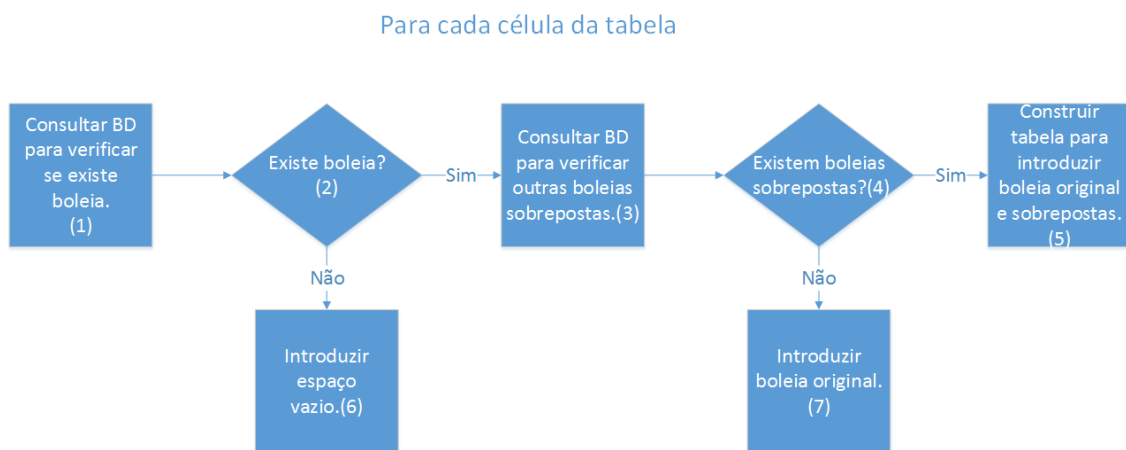 Para cada célula da tabela
Consultar BD
para verificar
se existe
boleia.
(1)
Existe boleia?
(2)
Sim
Consultar BD
para verificar
outras boleias
sobrepostas.(3)
Existem boleias
sobrepostas?(4)
Sim
Construir
tabela para
introduzir
boleia original
e sobrepostas.
(5)
Não
Não
Introduzir
espaço
vazio.(6)
Introduzir
boleia original.
(7)